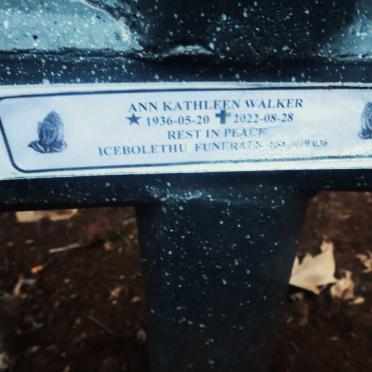 ANN KATHLEEN WALKER
★ 1936-05-20 ✝ 2022-08-28
REST IN PEACE
ICEBOLETHU FUNERALS